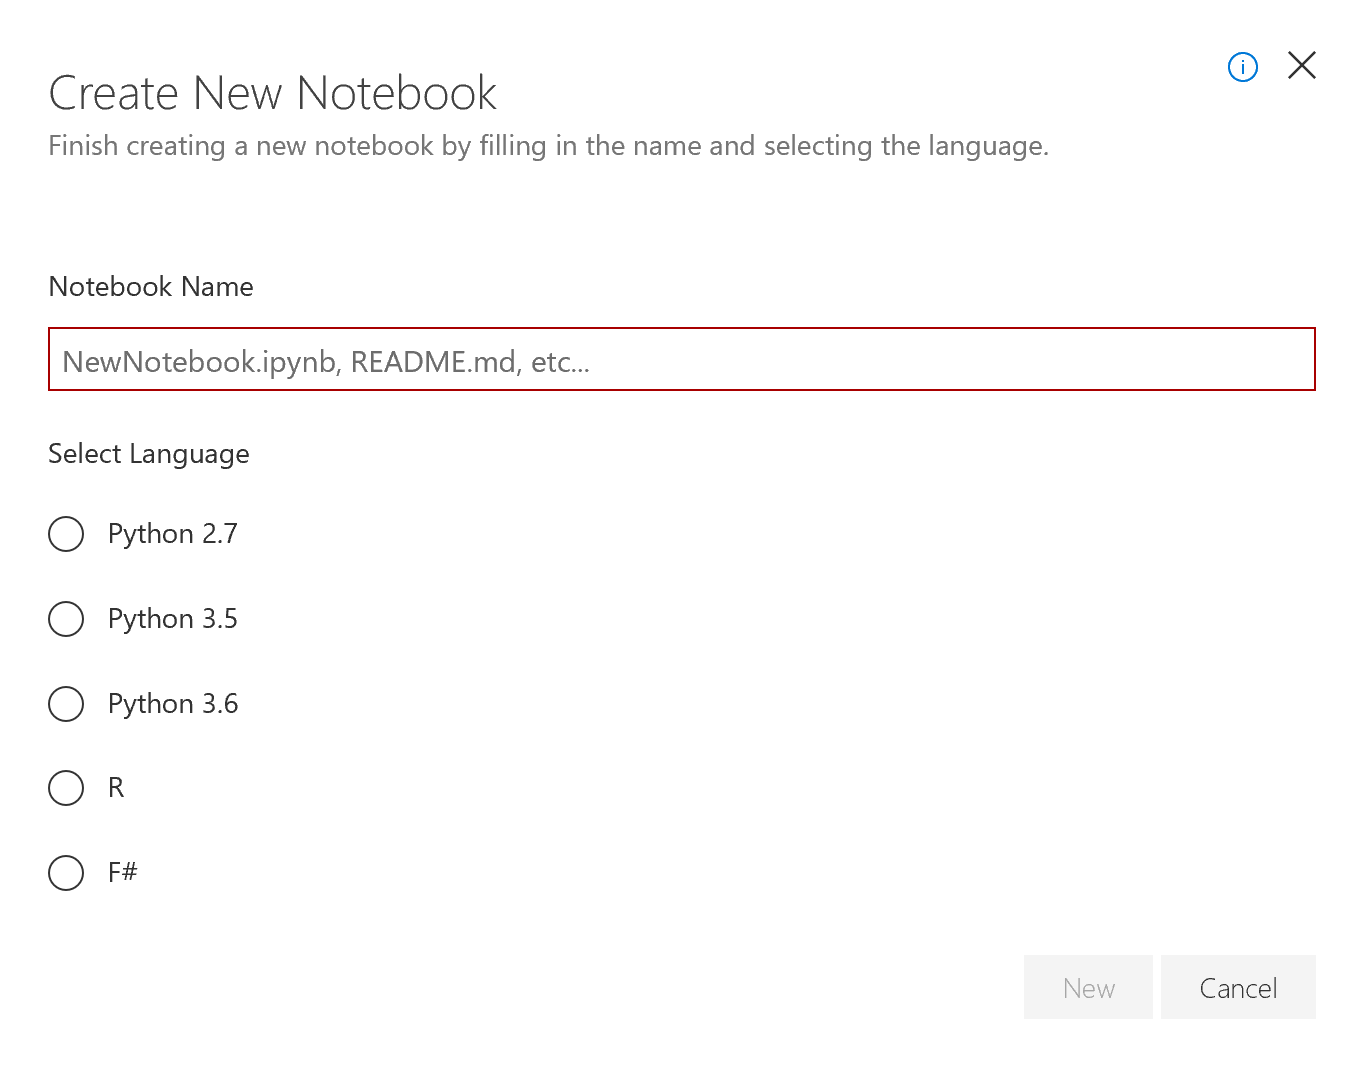 Create New Notebook
Finish creating a new notebook by filling in the name and selecting the language.
Notebook Name
NewNotebook.ipynb, README.md, etc...
Select Language
Python 2.7
Python 3.5
Python 3.6
R
F#
New Cancel